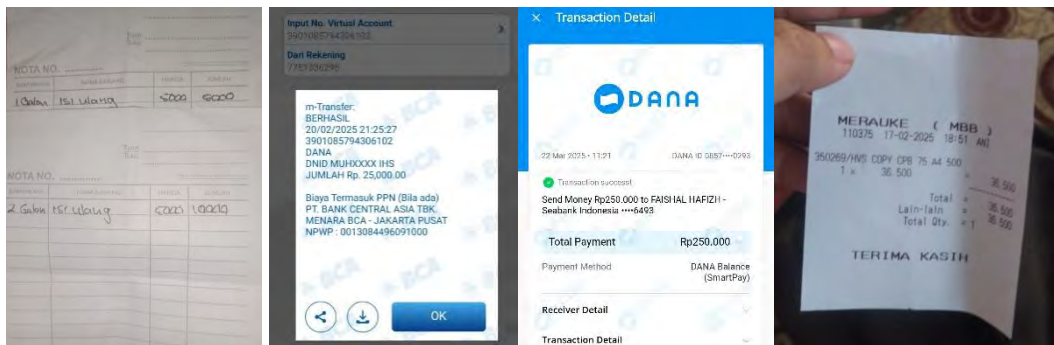 NOTA NO.
1 Galon Isi ulang 5000 5000
NOTA NO.
2 Galon Isi ulang 5000 10000
Input No. Virtual Account
3901085794306102
Dari Rekening
m-Transfer:
BERHASIL
20/02/2025 21:25:27
3901085794306102
DANA
DNID MUHXXXX IHS
JUMLAH Rp. 25,000.00
Biaya Termasuk PPN (Bila ada)
PT. BANK CENTRAL ASIA TBK.
MENARA BCA - JAKARTA PUSAT
NPWP : 0013084496091000
OK
Transaction Detail
DANA
22 Mar 2025 • 11:21 DANA ID 0857••••0293
Transaction success!
Send Money Rp250.000 to FAISHAL HAFIZH -
Seabank Indonesia ••••6493
Total Payment Rp250.000
Payment Method DANA Balance
(SmartPay)
Receiver Detail
Transaction Detail
MERAUKE ( MBB )
110375 17-02-2025 18:51 ANI
350269/HVS COPY CPB 75 A4 500
1 x 36.500 = 36.500
Total = 36.500
Lain-lain = 36.500
Total Qty. = 1
TERIMA KASIH